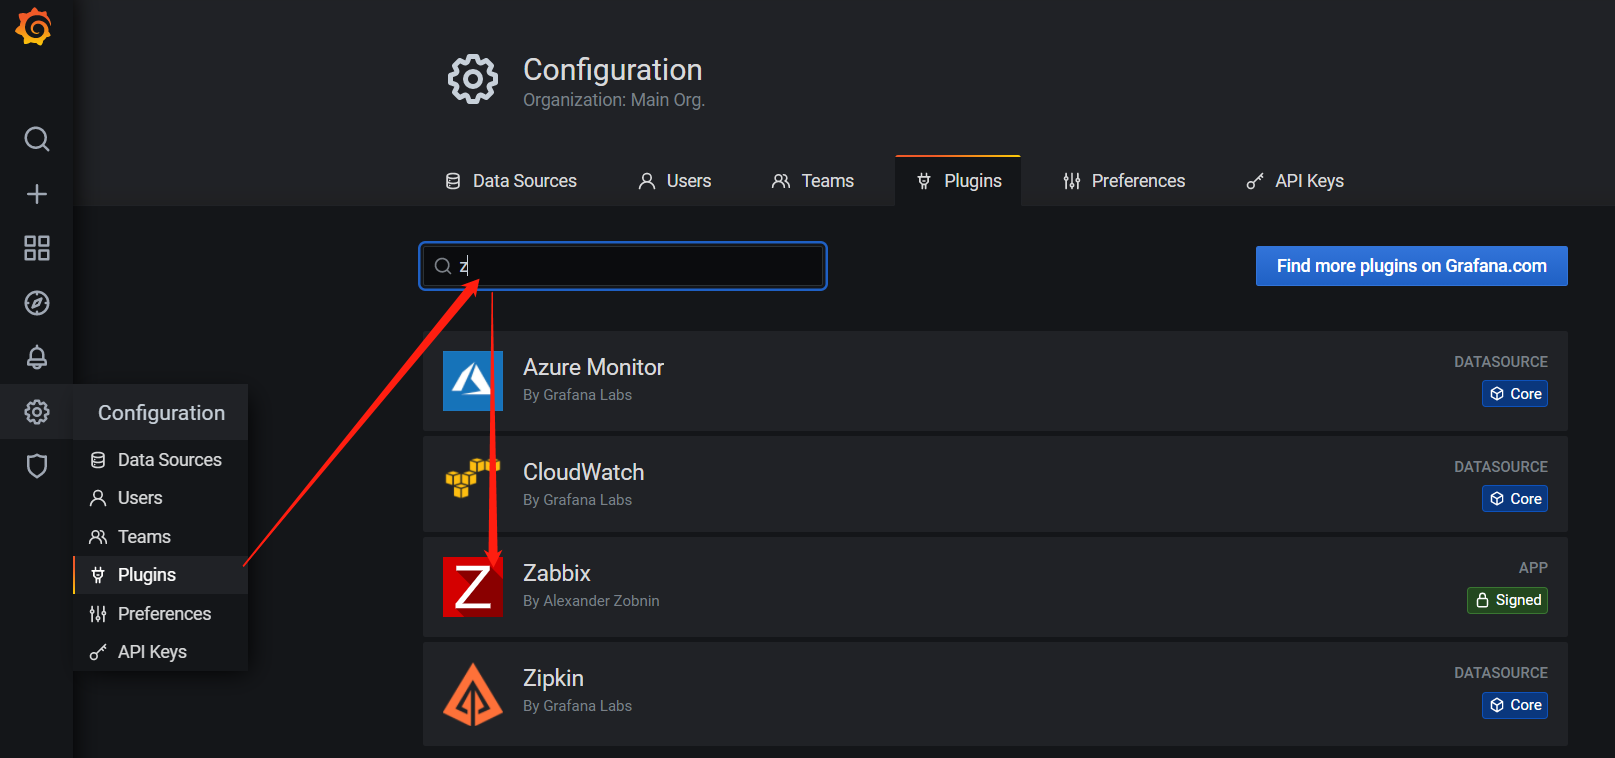 Configuration
Organization: Main Org.
Data Sources
Users
Teams
Plugins
Preferences
API Keys
z
Find more plugins on Grafana.com
Configuration
Data Sources
Users
Teams
Plugins
Preferences
API Keys
Azure Monitor
By Grafana Labs
DATASOURCE
Core
CloudWatch
By Grafana Labs
DATASOURCE
Core
Z
Zabbix
By Alexander Zobnin
APP
Signed
Zipkin
By Grafana Labs
DATASOURCE
Core